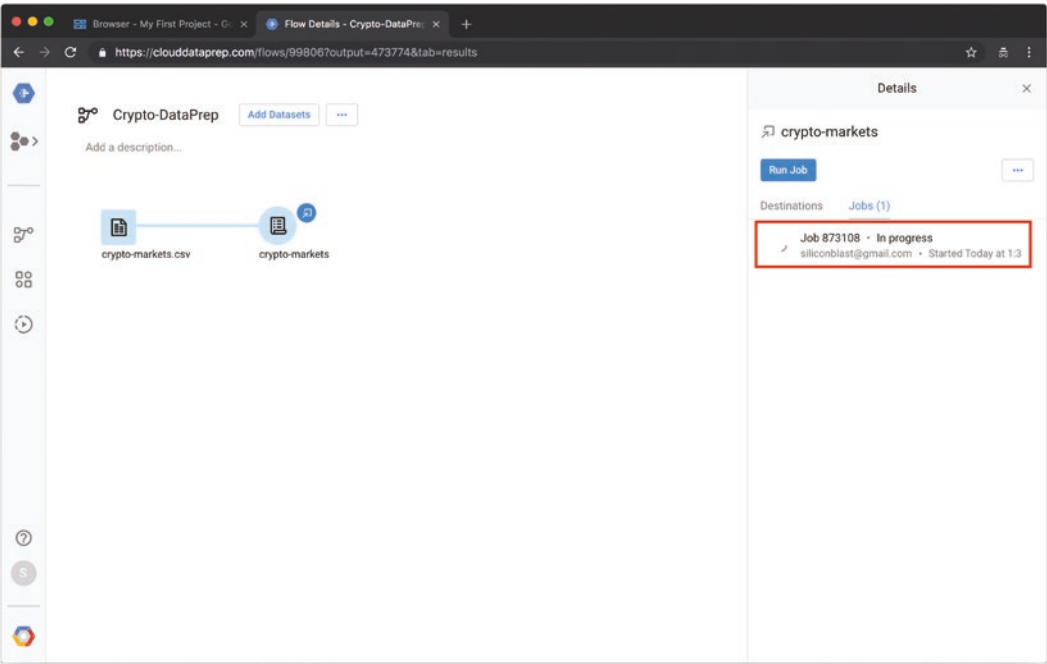 Browser - My First Project - Go
Flow Details - Crypto-DataPrep
https://clouddataprep.com/flows/99806?output=473774&tab=results
Crypto-DataPrep
Add Datasets
Add a description...
crypto-markets.csv
crypto-markets
S
Details
crypto-markets
Run Job
Destinations Jobs (1)
Job 873108 • In progress
siliconblast@gmail.com • Started Today at 1:3